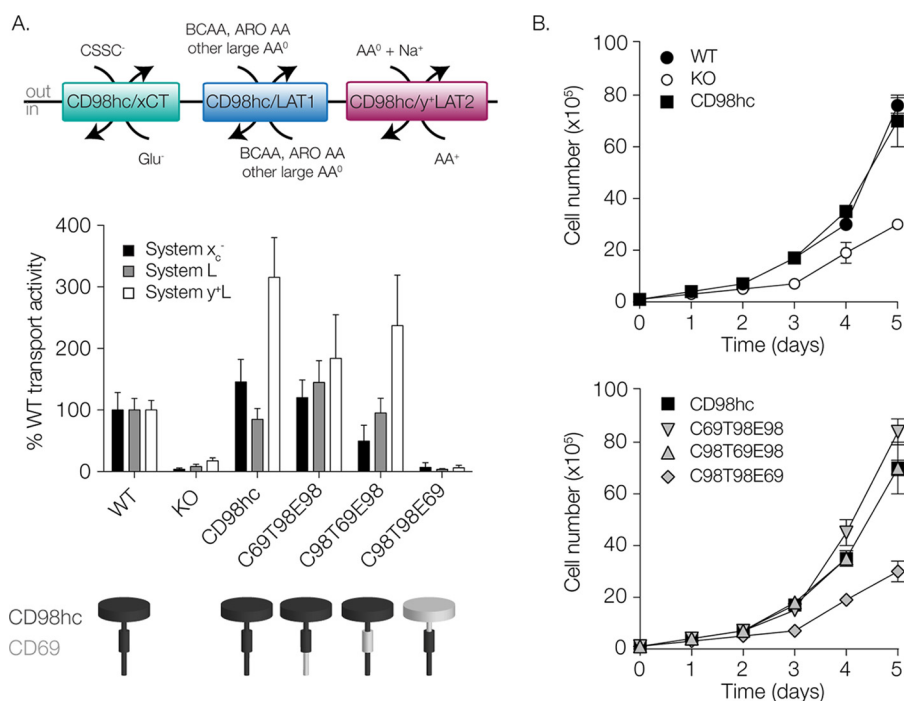 A.
CSSC⁻
BCAA, ARO AA
other large AA⁰
AA⁰ + Na⁺
out
in
CD98hc/xCT
CD98hc/LAT1
CD98hc/y⁺LAT2
Glu⁻
BCAA, ARO AA
other large AA⁰
AA⁺
% WT transport activity
400
300
200
100
0
System x꜀⁻
System L
System y⁺L
WT
KO
CD98hc
C69T98E98
C98T69E98
C98T98E69
CD98hc
CD69
B.
Cell number (x10⁵)
100
80
60
40
20
0
WT
KO
CD98hc
0 1 2 3 4 5
Time (days)
Cell number (x10⁵)
100
80
60
40
20
0
CD98hc
C69T98E98
C98T69E98
C98T98E69
0 1 2 3 4 5
Time (days)